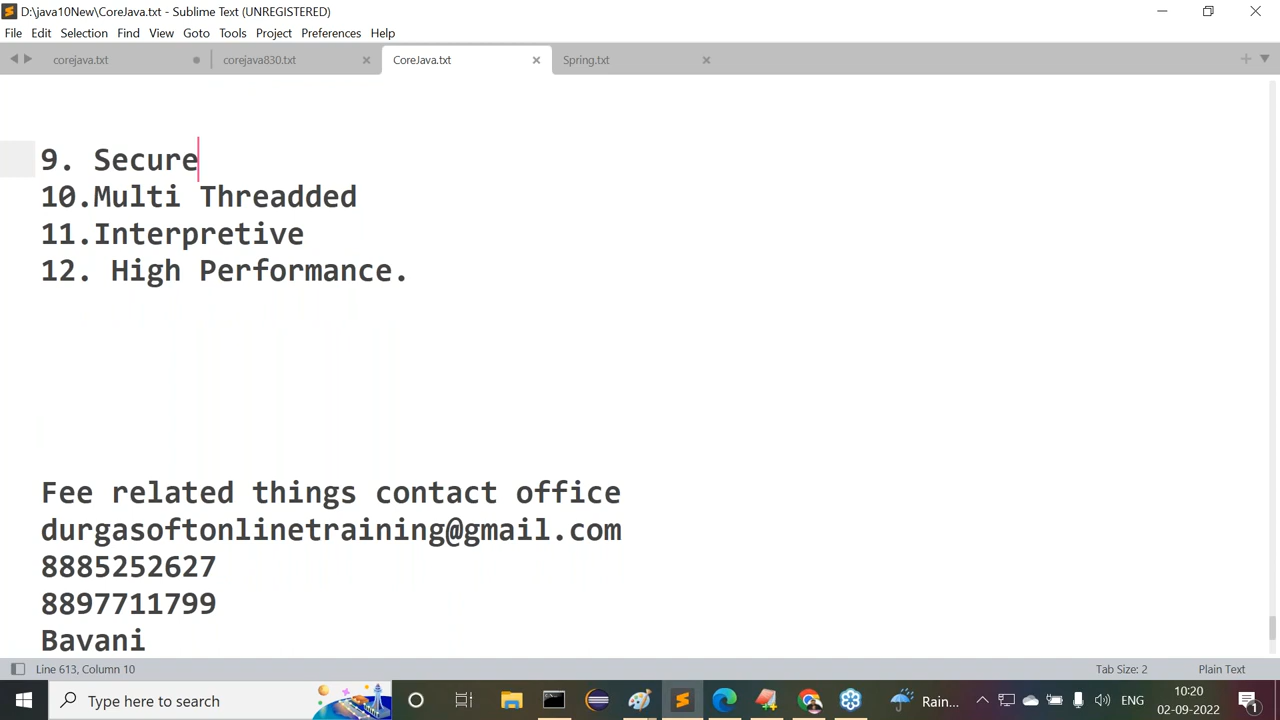 D:\java10New\CoreJava.txt - Sublime Text (UNREGISTERED)
File Edit Selection Find View Goto Tools Project Preferences Help
corejava.txt corejava830.txt CoreJava.txt Spring.txt
9. Secure
10.Multi Threadded
11.Interpretive
12. High Performance.
Fee related things contact office
durgasoftonlinetraining@gmail.com
8885252627
8897711799
Bavani
Line 613, Column 10 Tab Size: 2 Plain Text
Type here to search Rain... ENG 10:20 1
02-09-2022